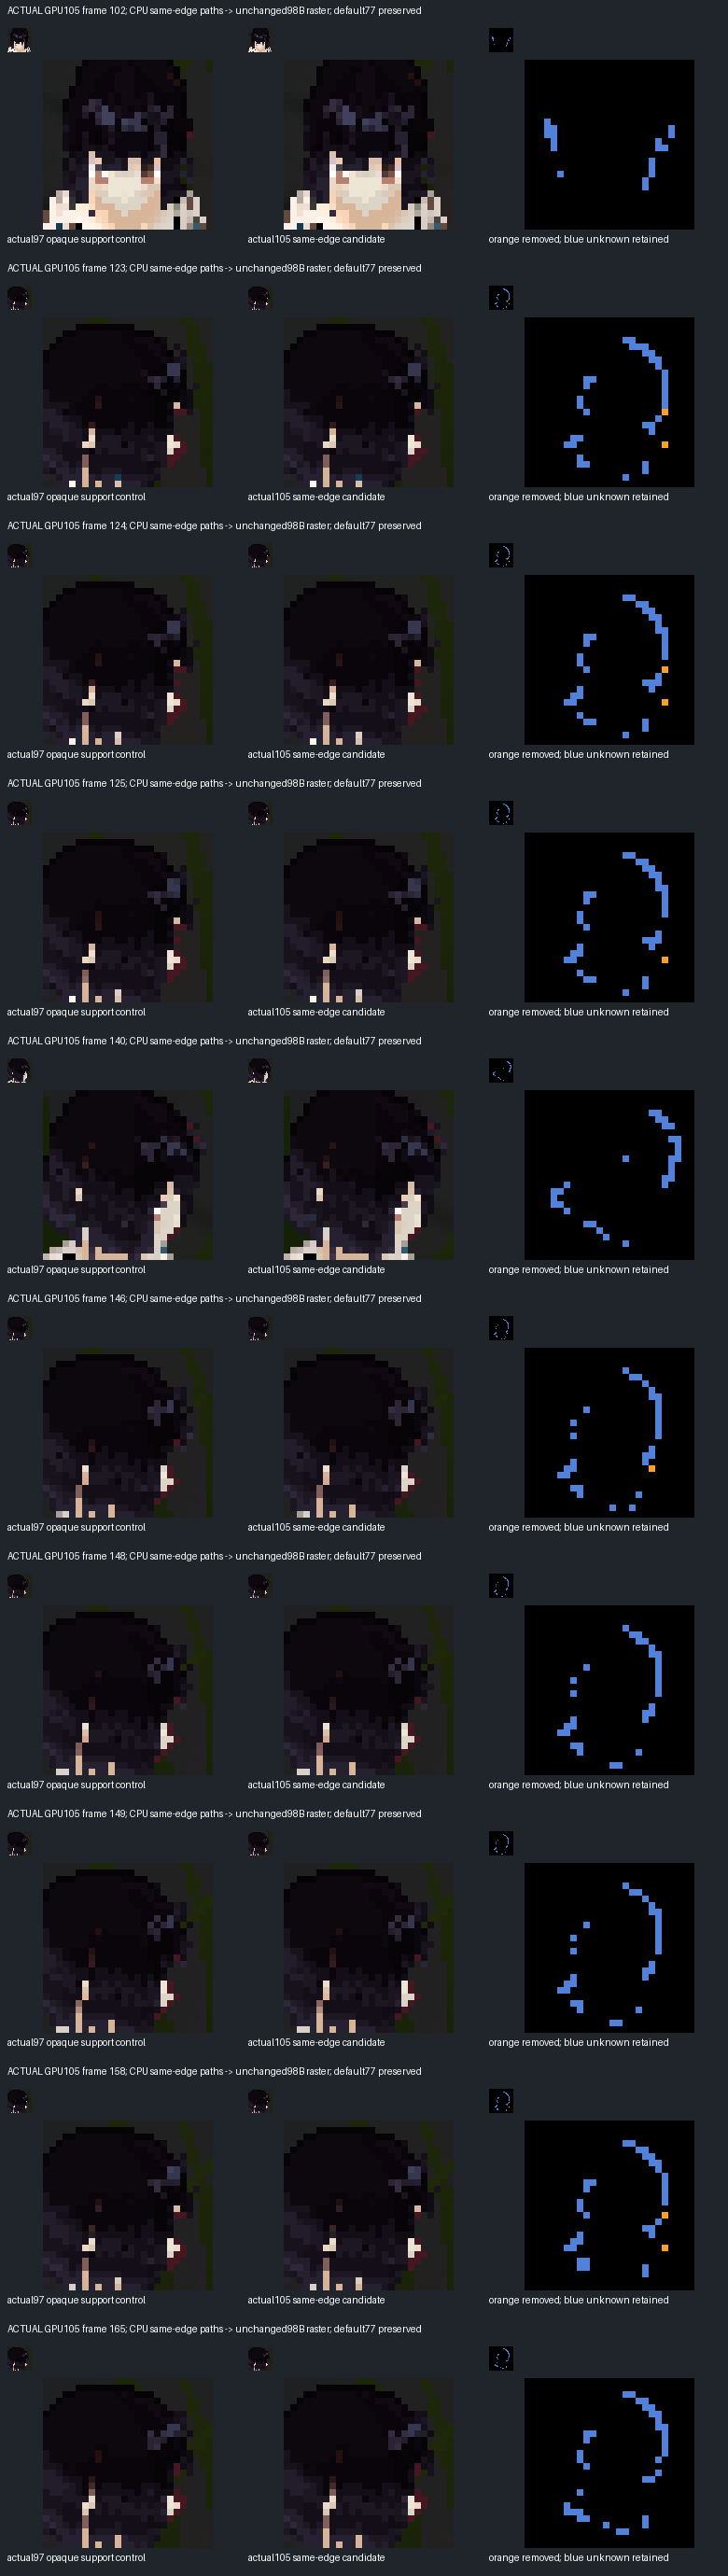 ACTUAL GPU105 frame 102; CPU same-edge paths -> unchanged98B raster; default77 preserved
actual97 opaque support control
actual105 same-edge candidate
orange removed; blue unknown retained
ACTUAL GPU105 frame 123; CPU same-edge paths -> unchanged98B raster; default77 preserved
actual97 opaque support control
actual105 same-edge candidate
orange removed; blue unknown retained
ACTUAL GPU105 frame 124; CPU same-edge paths -> unchanged98B raster; default77 preserved
actual97 opaque support control
actual105 same-edge candidate
orange removed; blue unknown retained
ACTUAL GPU105 frame 125; CPU same-edge paths -> unchanged98B raster; default77 preserved
actual97 opaque support control
actual105 same-edge candidate
orange removed; blue unknown retained
ACTUAL GPU105 frame 140; CPU same-edge paths -> unchanged98B raster; default77 preserved
actual97 opaque support control
actual105 same-edge candidate
orange removed; blue unknown retained
ACTUAL GPU105 frame 146; CPU same-edge paths -> unchanged98B raster; default77 preserved
actual97 opaque support control
actual105 same-edge candidate
orange removed; blue unknown retained
ACTUAL GPU105 frame 148; CPU same-edge paths -> unchanged98B raster; default77 preserved
actual97 opaque support control
actual105 same-edge candidate
orange removed; blue unknown retained
ACTUAL GPU105 frame 149; CPU same-edge paths -> unchanged98B raster; default77 preserved
actual97 opaque support control
actual105 same-edge candidate
orange removed; blue unknown retained
ACTUAL GPU105 frame 158; CPU same-edge paths -> unchanged98B raster; default77 preserved
actual97 opaque support control
actual105 same-edge candidate
orange removed; blue unknown retained
ACTUAL GPU105 frame 165; CPU same-edge paths -> unchanged98B raster; default77 preserved
actual97 opaque support control
actual105 same-edge candidate
orange removed; blue unknown retained